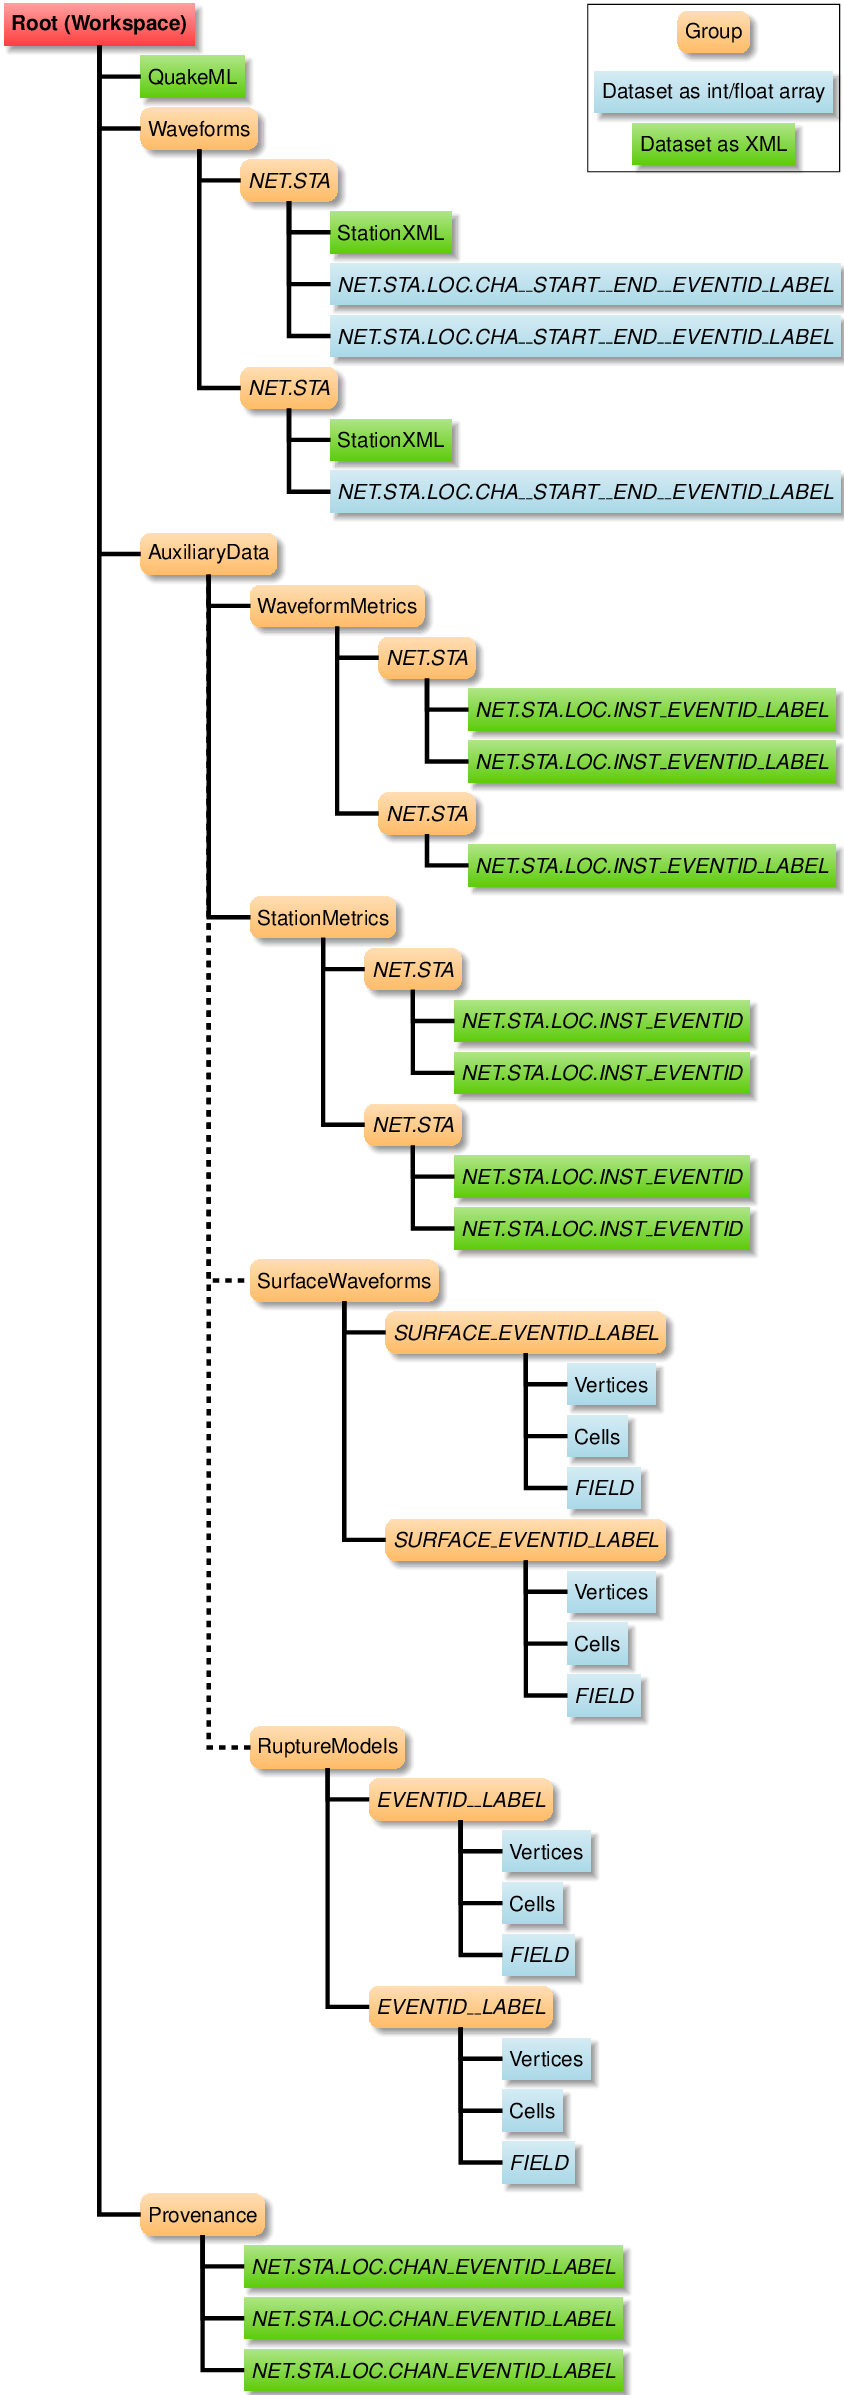 Root (Workspace)
Group
QuakeML
Dataset as int/float array
Waveforms
Dataset as XML
NET.STA
StationXML
NET.STA.LOC.CHA__START__END__EVENTID_LABEL
NET.STA.LOC.CHA__START__END__EVENTID_LABEL
NET.STA
StationXML
NET.STA.LOC.CHA__START__END__EVENTID_LABEL
AuxiliaryData
WaveformMetrics
NET.STA
NET.STA.LOC.INST_EVENTID_LABEL
NET.STA.LOC.INST_EVENTID_LABEL
NET.STA
NET.STA.LOC.INST_EVENTID_LABEL
StationMetrics
NET.STA
NET.STA.LOC.INST_EVENTID
NET.STA.LOC.INST_EVENTID
NET.STA
NET.STA.LOC.INST_EVENTID
NET.STA.LOC.INST_EVENTID
SurfaceWaveforms
SURFACE_EVENTID_LABEL
Vertices
Cells
FIELD
SURFACE_EVENTID_LABEL
Vertices
Cells
FIELD
RuptureModels
EVENTID__LABEL
Vertices
Cells
FIELD
EVENTID__LABEL
Vertices
Cells
FIELD
Provenance
NET.STA.LOC.CHAN_EVENTID_LABEL
NET.STA.LOC.CHAN_EVENTID_LABEL
NET.STA.LOC.CHAN_EVENTID_LABEL